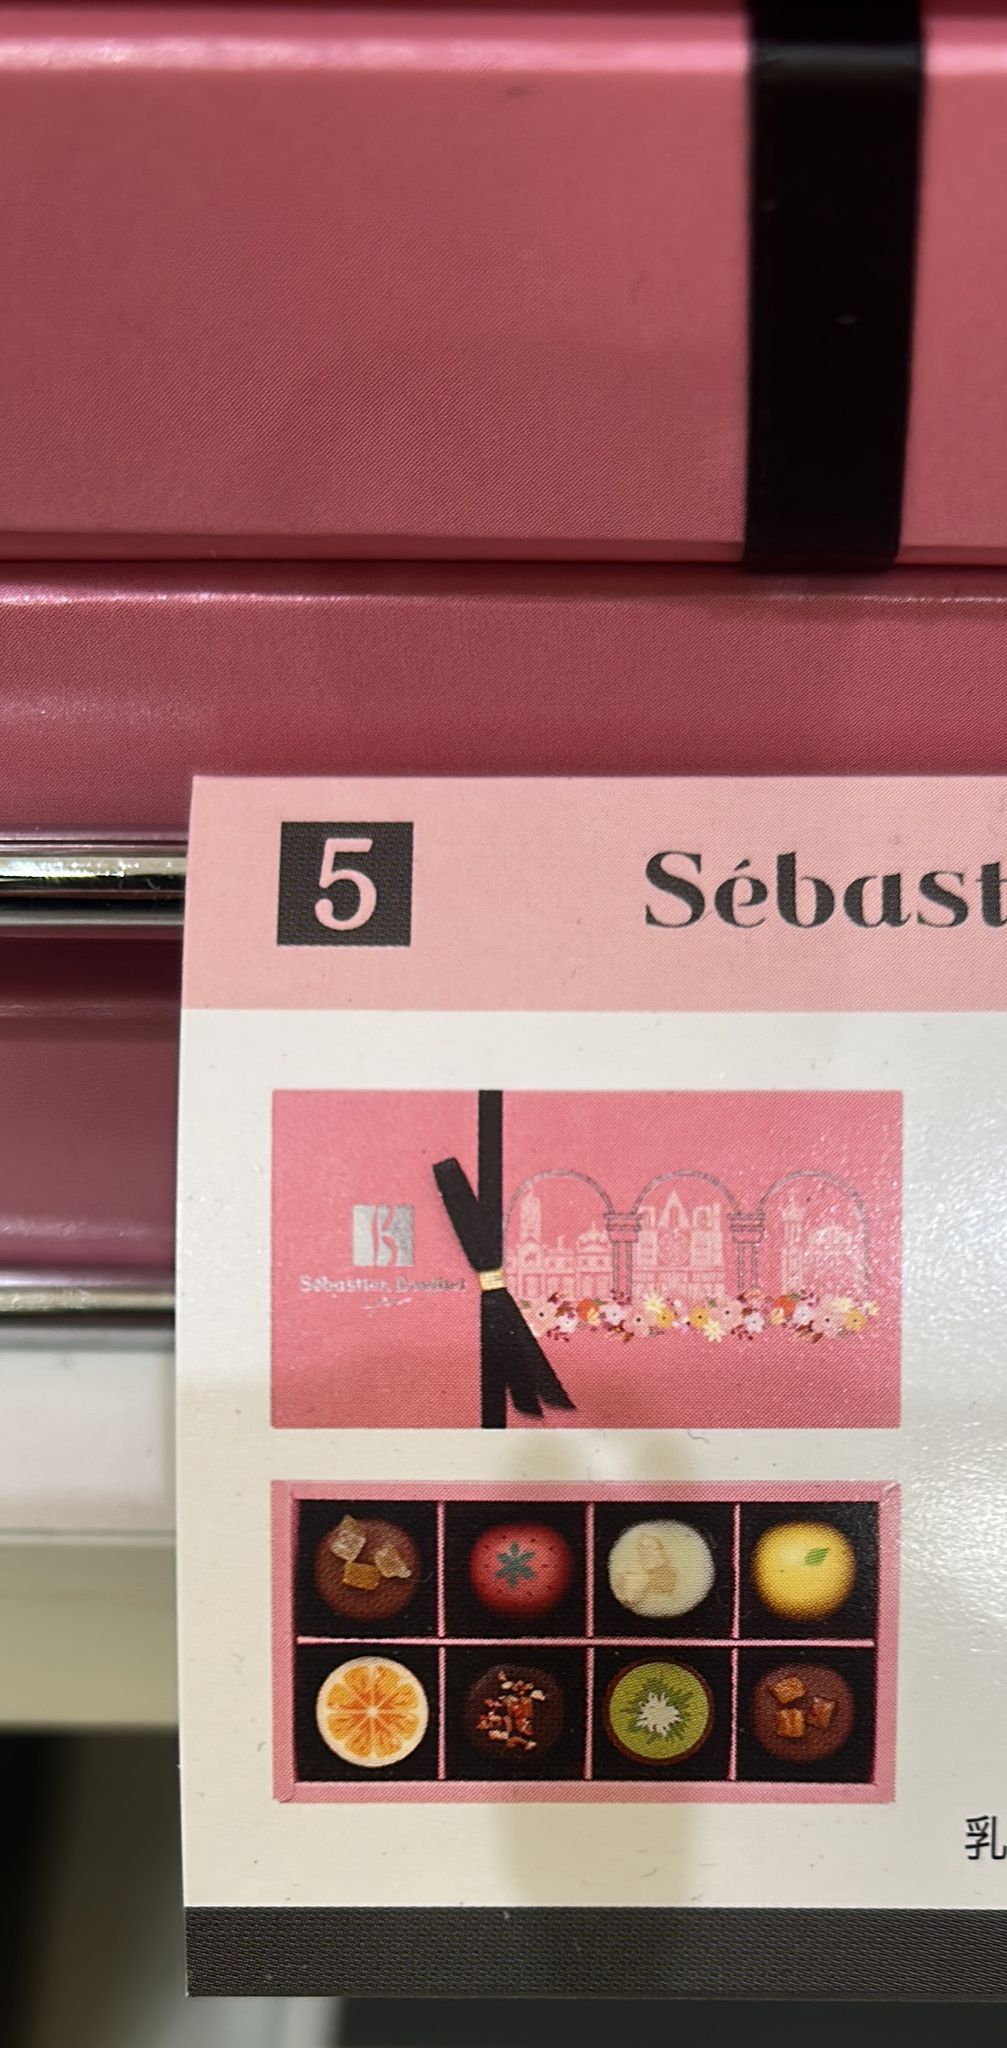 5
Sébast
Sébastien Bouillet
乳